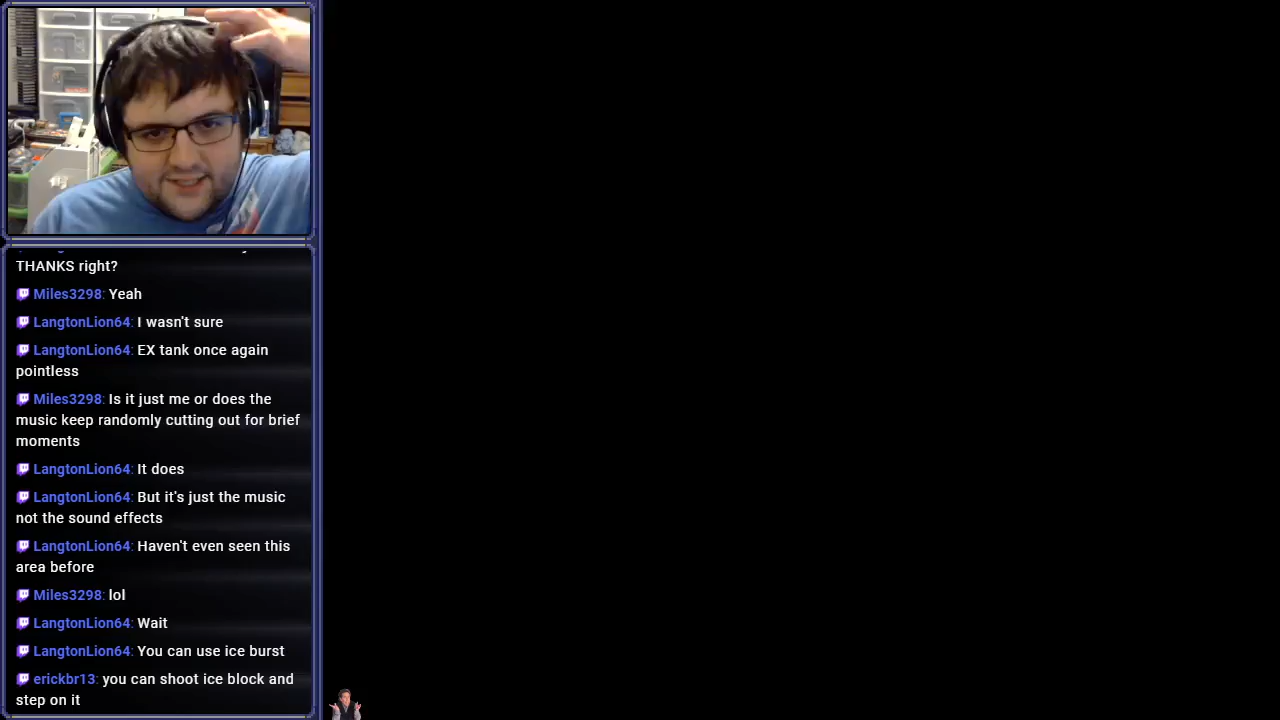 THANKS right?
Miles3298: Yeah
LangtonLion64: I wasn't sure
LangtonLion64: EX tank once again
pointless
Miles3298: Is it just me or does the
music keep randomly cutting out for brief
moments
LangtonLion64: It does
LangtonLion64: But it's just the music
not the sound effects
LangtonLion64: Haven't even seen this
area before
Miles3298: lol
LangtonLion64: Wait
LangtonLion64: You can use ice burst
erickbr13: you can shoot ice block and
step on it